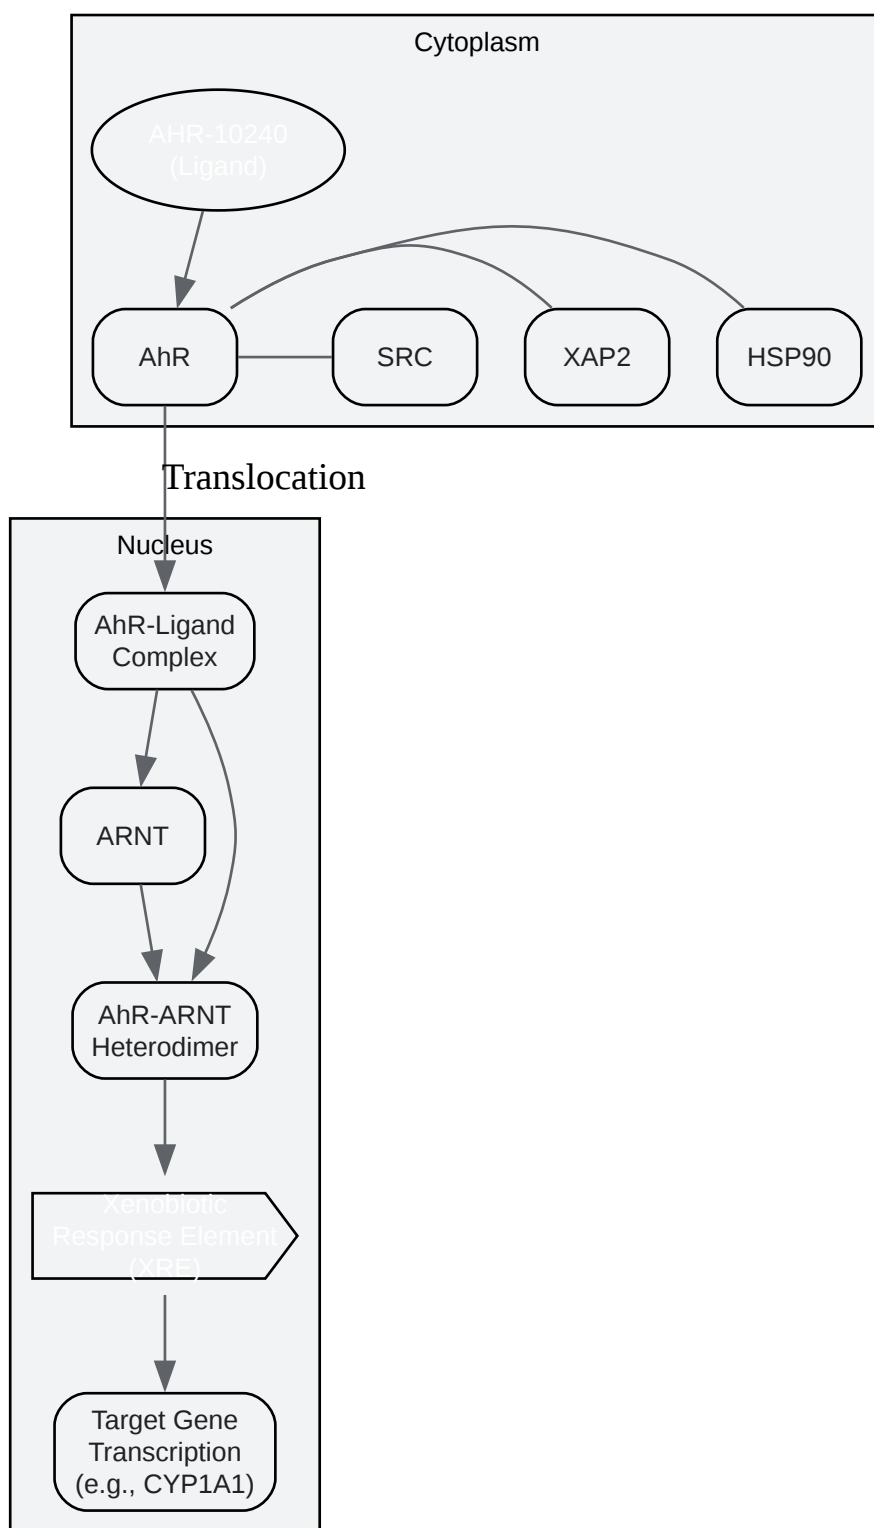 Cytoplasm
AHR-10240
(Ligand)
AhR
SRC
XAP2
HSP90
Translocation
Nucleus
AhR-Ligand
Complex
ARNT
AhR-ARNT
Heterodimer
Xenobiotic
Response Element
(XRE)
Target Gene
Transcription
(e.g., CYP1A1)